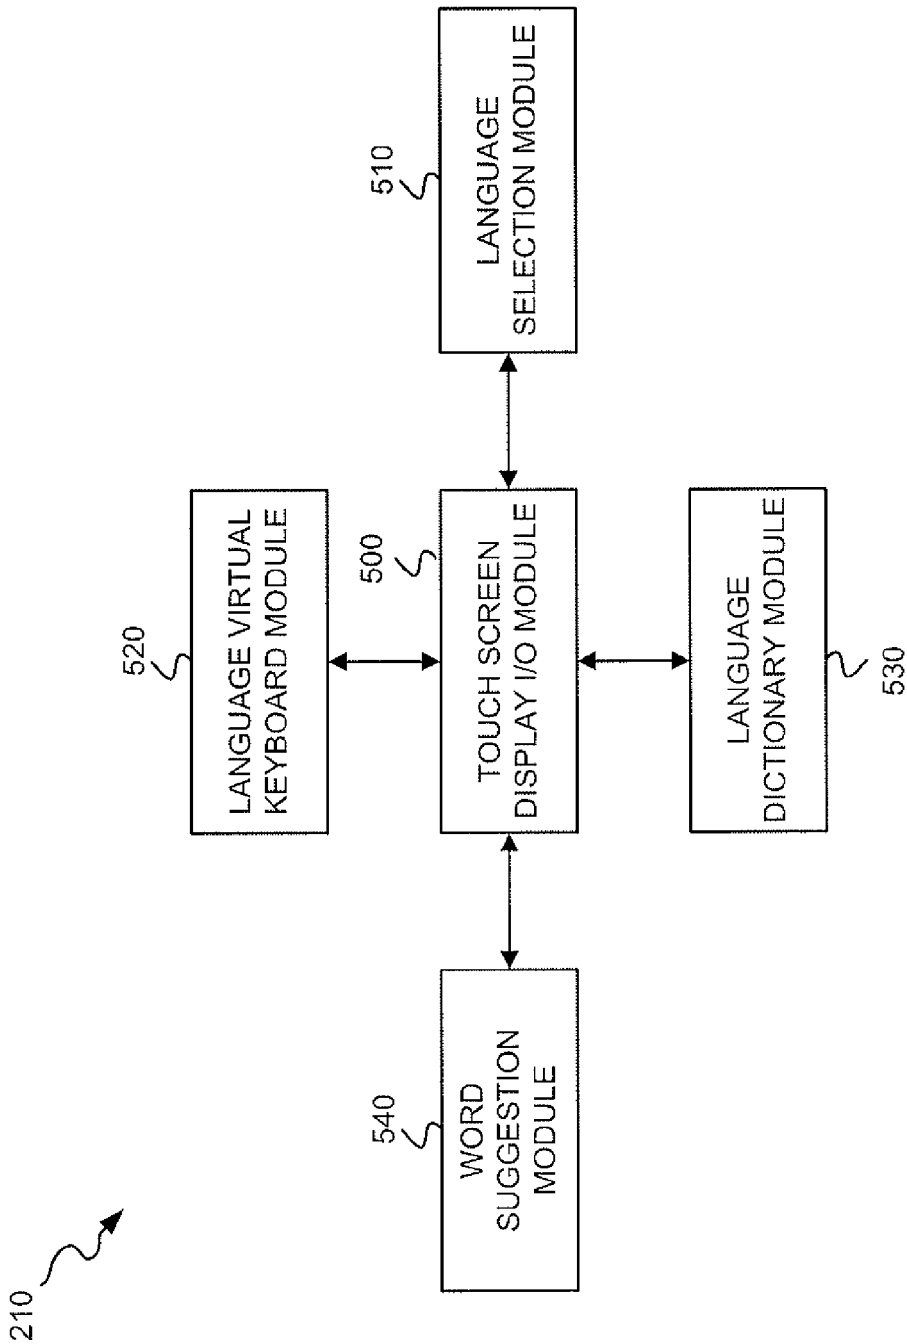 210
520
LANGUAGE VIRTUAL
KEYBOARD MODULE
540
WORD
SUGGESTION
MODULE
500
TOUCH SCREEN
DISPLAY I/O MODULE
510
LANGUAGE
SELECTION MODULE
LANGUAGE
DICTIONARY MODULE
530